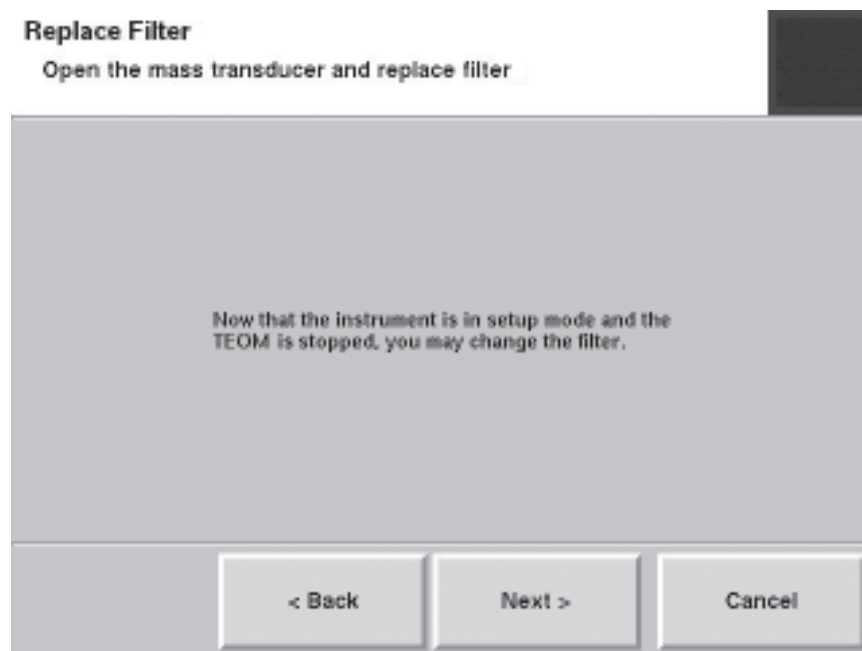 Replace Filter
Open the mass transducer and replace filter
Now that the instrument is in setup mode and the
TEOM is stopped, you may change the filter.
< Back
Next >
Cancel